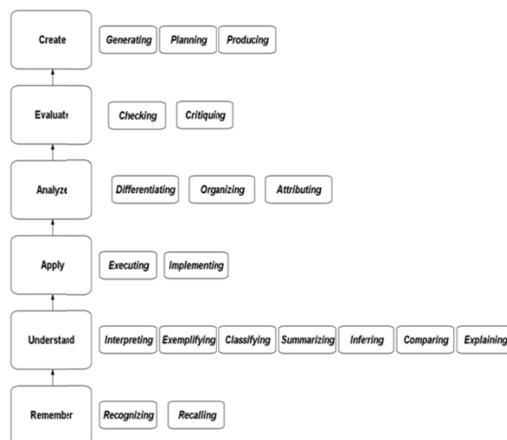 Create Generating Planning Producing
Evaluate Checking Critiquing
Analyze Differentiating Organizing Attributing
Apply Executing Implementing
Understand Interpreting Exemplifying Classifying Summarizing Inferring Comparing Explaining
Remember Recognizing Recalling